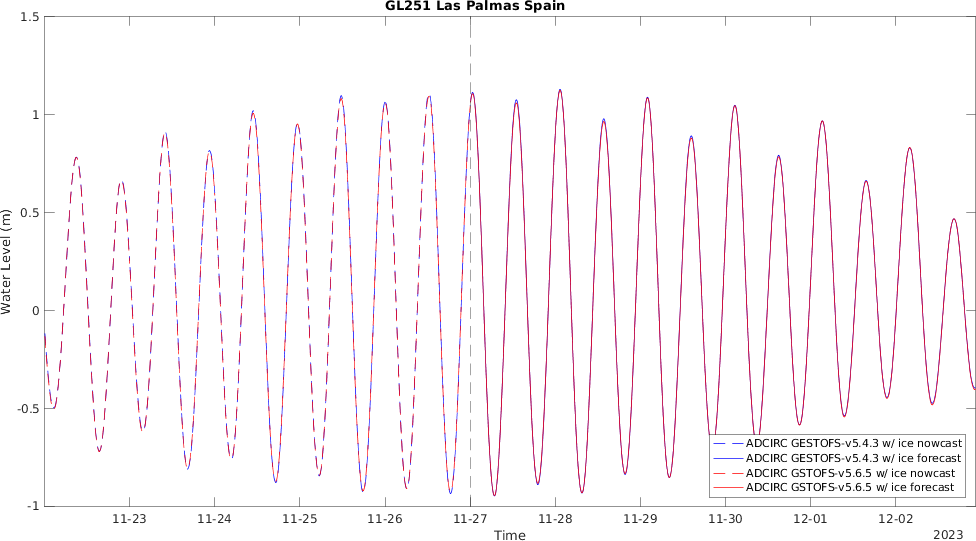 GL251 Las Palmas Spain
1.5
1
0.5
0
-0.5
-1
Water Level (m)
11-23 11-24 11-25 11-26 11-27 11-28 11-29 11-30 12-01 12-02
Time
2023
ADCIRC GESTOFS-v5.4.3 w/ ice nowcast
ADCIRC GESTOFS-v5.4.3 w/ ice forecast
ADCIRC GSTOFS-v5.6.5 w/ ice nowcast
ADCIRC GSTOFS-v5.6.5 w/ ice forecast